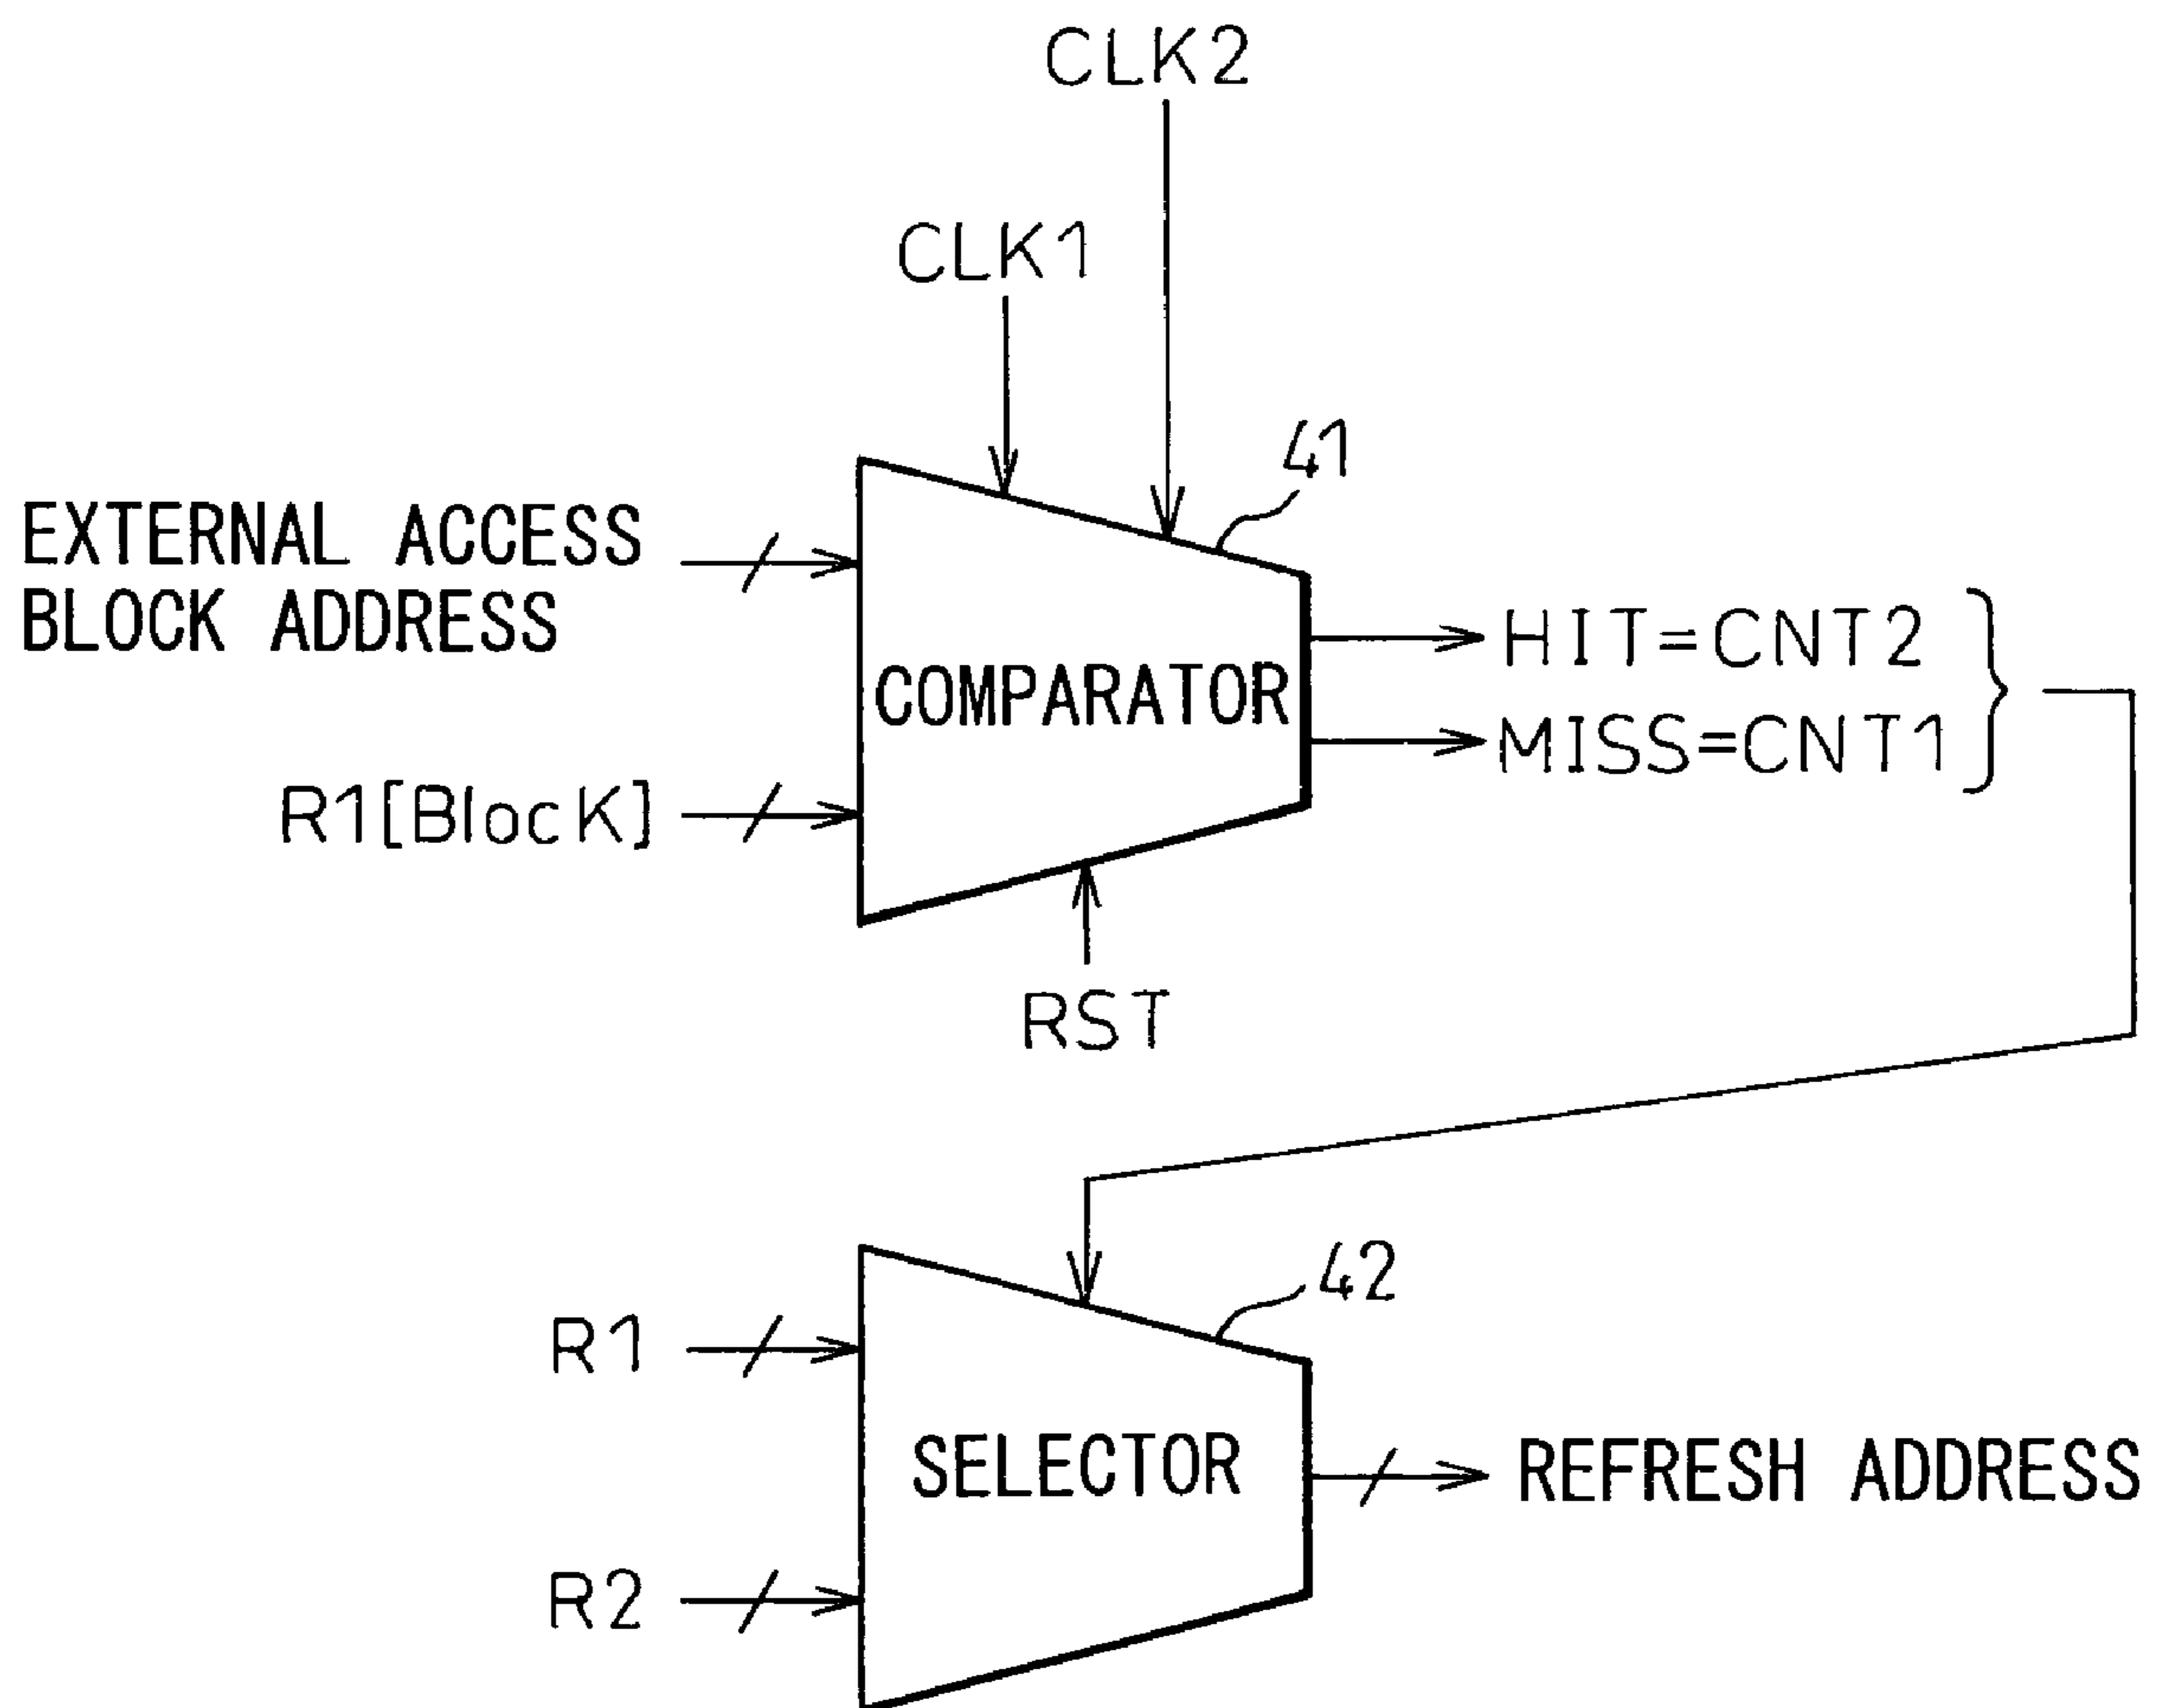 CLK2
CLK1
41
EXTERNAL ACCESS
BLOCK ADDRESS
HIT=CNT2
COMPARATOR
MISS=CNT1
R1[BlocK]
RST
42
R1
SELECTOR
REFRESH ADDRESS
R2